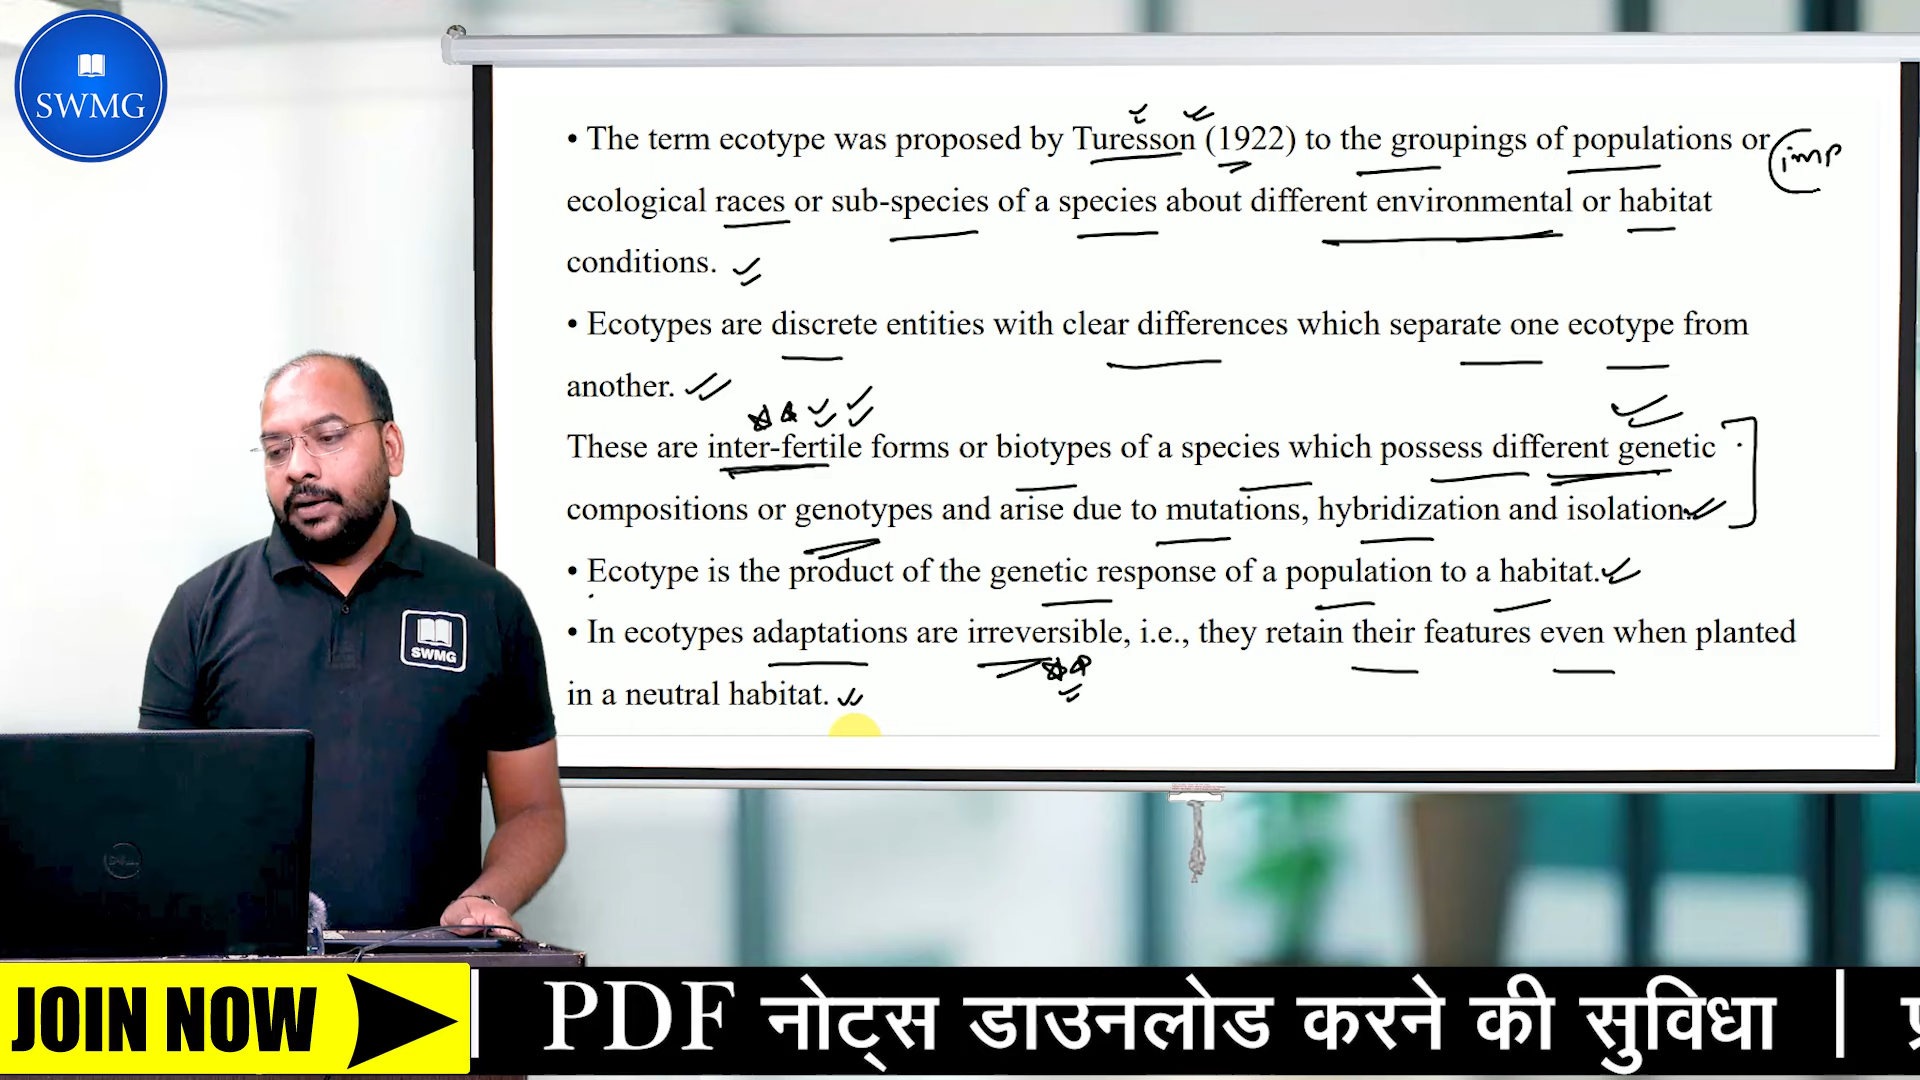 SWMG
• The term ecotype was proposed by Turesson (1922) to the groupings of populations or
imp
ecological races or sub-species of a species about different environmental or habitat
conditions.
• Ecotypes are discrete entities with clear differences which separate one ecotype from
another.
These are inter-fertile forms or biotypes of a species which possess different genetic
compositions or genotypes and arise due to mutations, hybridization and isolation.
• Ecotype is the product of the genetic response of a population to a habitat.
• In ecotypes adaptations are irreversible, i.e., they retain their features even when planted
in a neutral habitat.
SWMG
DELL
JOIN NOW | PDF नोट्स डाउनलोड करने की सुविधा |